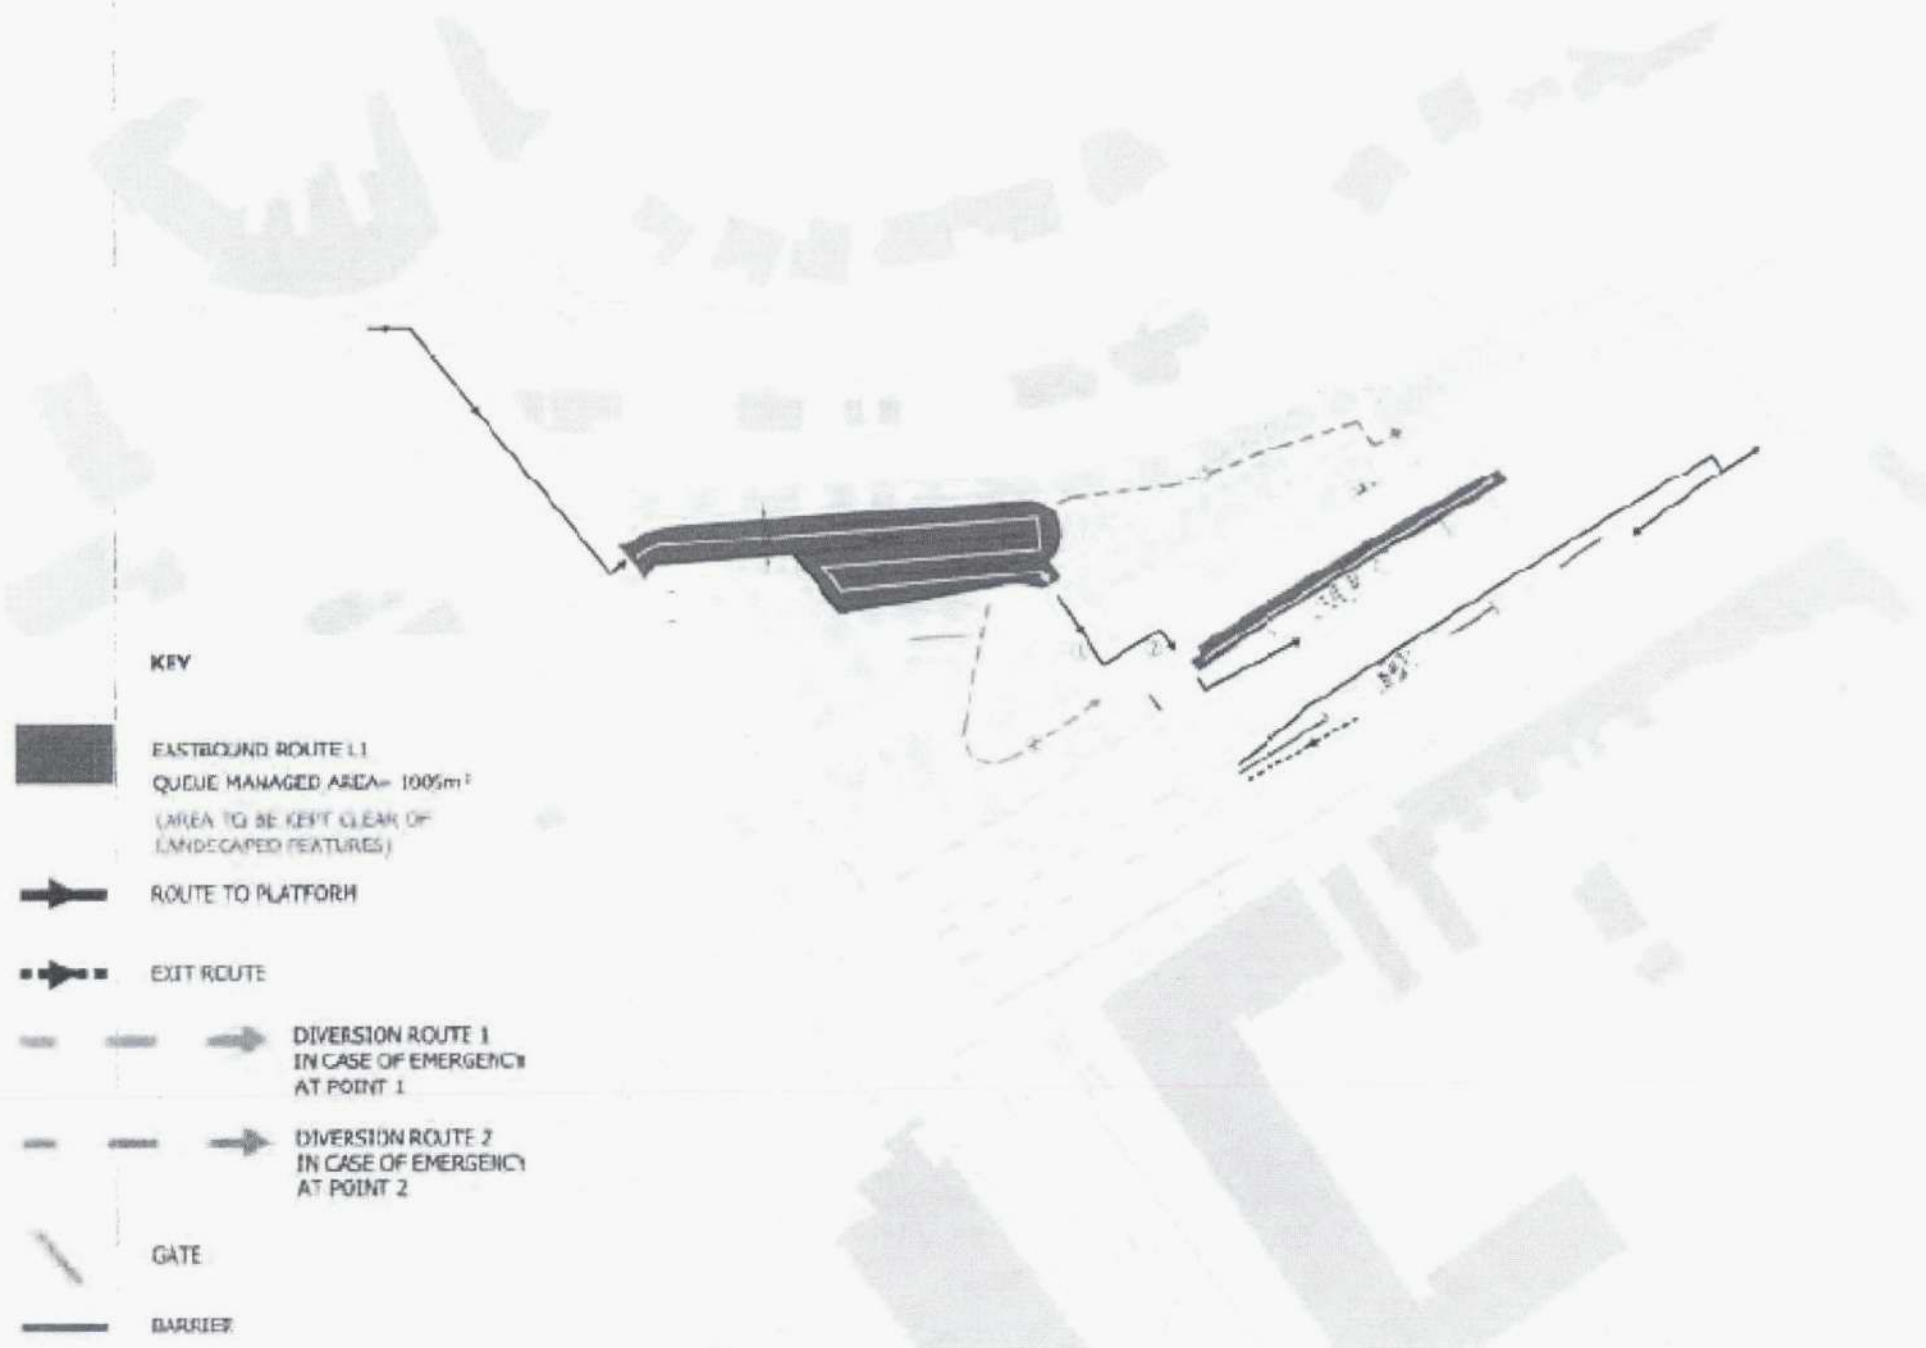 KEY
EASTBOUND ROUTE L1
QUEUE MANAGED AREA= 1005m²
(AREA TO BE KEPT CLEAR OF
LANDSCAPED FEATURES)
ROUTE TO PLATFORM
EXIT ROUTE
DIVERSION ROUTE 1
IN CASE OF EMERGENCY
AT POINT 1
DIVERSION ROUTE 2
IN CASE OF EMERGENCY
AT POINT 2
GATE
BARRIER
1
2